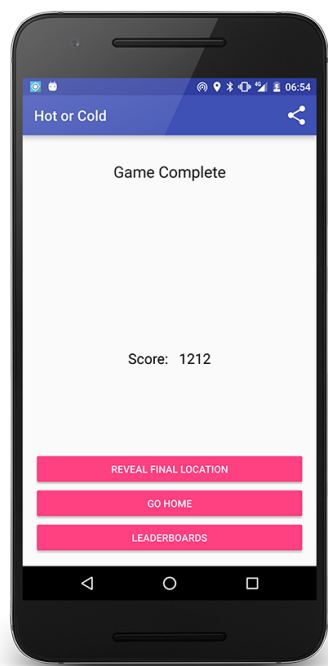 06:54
Hot or Cold
Game Complete
Score: 1212
REVEAL FINAL LOCATION
GO HOME
LEADERBOARDS